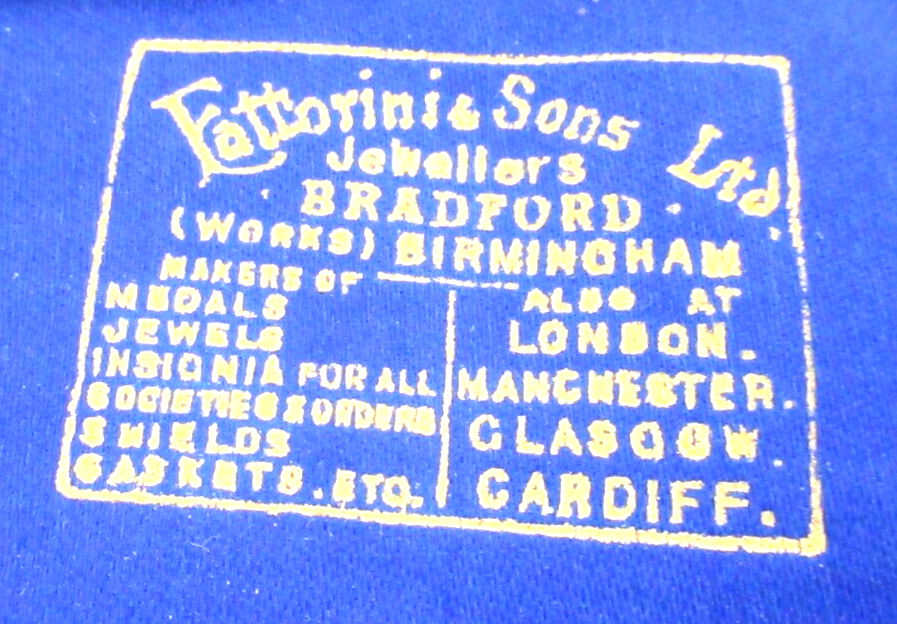 Fattorini & Sons Ltd
Jewellers
BRADFORD
(WORKS) BIRMINGHAM
MAKERS OF
MEDALS
JEWELS
INSIGNIA FOR ALL
SOCIETIES & ORDERS
SHIELDS
CASKETS. ETC.
ALSO AT
LONDON.
MANCHESTER.
GLASGOW.
CARDIFF.